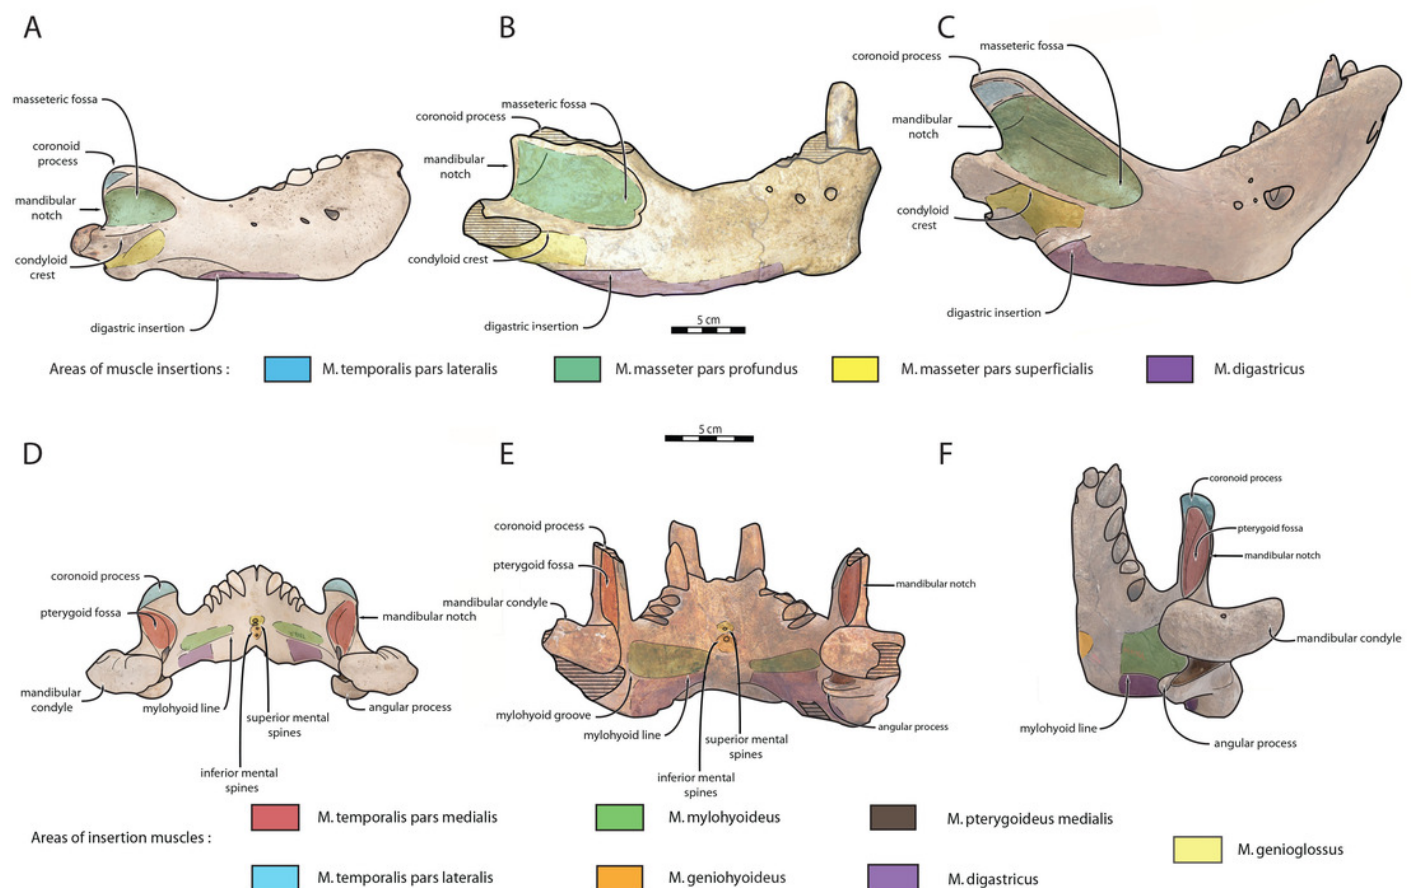 A
B
C
masseteric fossa
coronoid
process
mandibular
notch
condyloid
crest
digastric insertion
masseteric fossa
coronoid process
mandibular
notch
condyloid crest
digastric insertion
5 cm
masseteric fossa
coronoid process
mandibular
notch
condyloid
crest
digastric insertion
Areas of muscle insertions :
M. temporalis pars lateralis
M. masseter pars profundus
M. masseter pars superficialis
M. digastricus
5 cm
D
E
F
coronoid process
pterygoid fossa
mandibular notch
mandibular
condyle
mylohyoid line
superior mental
spines
angular process
inferior mental
spines
coronoid process
pterygoid fossa
mandibular condyle
mandibular notch
mylohyoid groove
mylohyoid line
superior mental
spines
angular process
inferior mental
spines
coronoid process
pterygoid fossa
mandibular notch
mandibular condyle
mylohyoid line
angular process
Areas of insertion muscles :
M. temporalis pars medialis
M. mylohyoideus
M. pterygoideus medialis
M. genioglossus
M. temporalis pars lateralis
M. geniohyoideus
M. digastricus